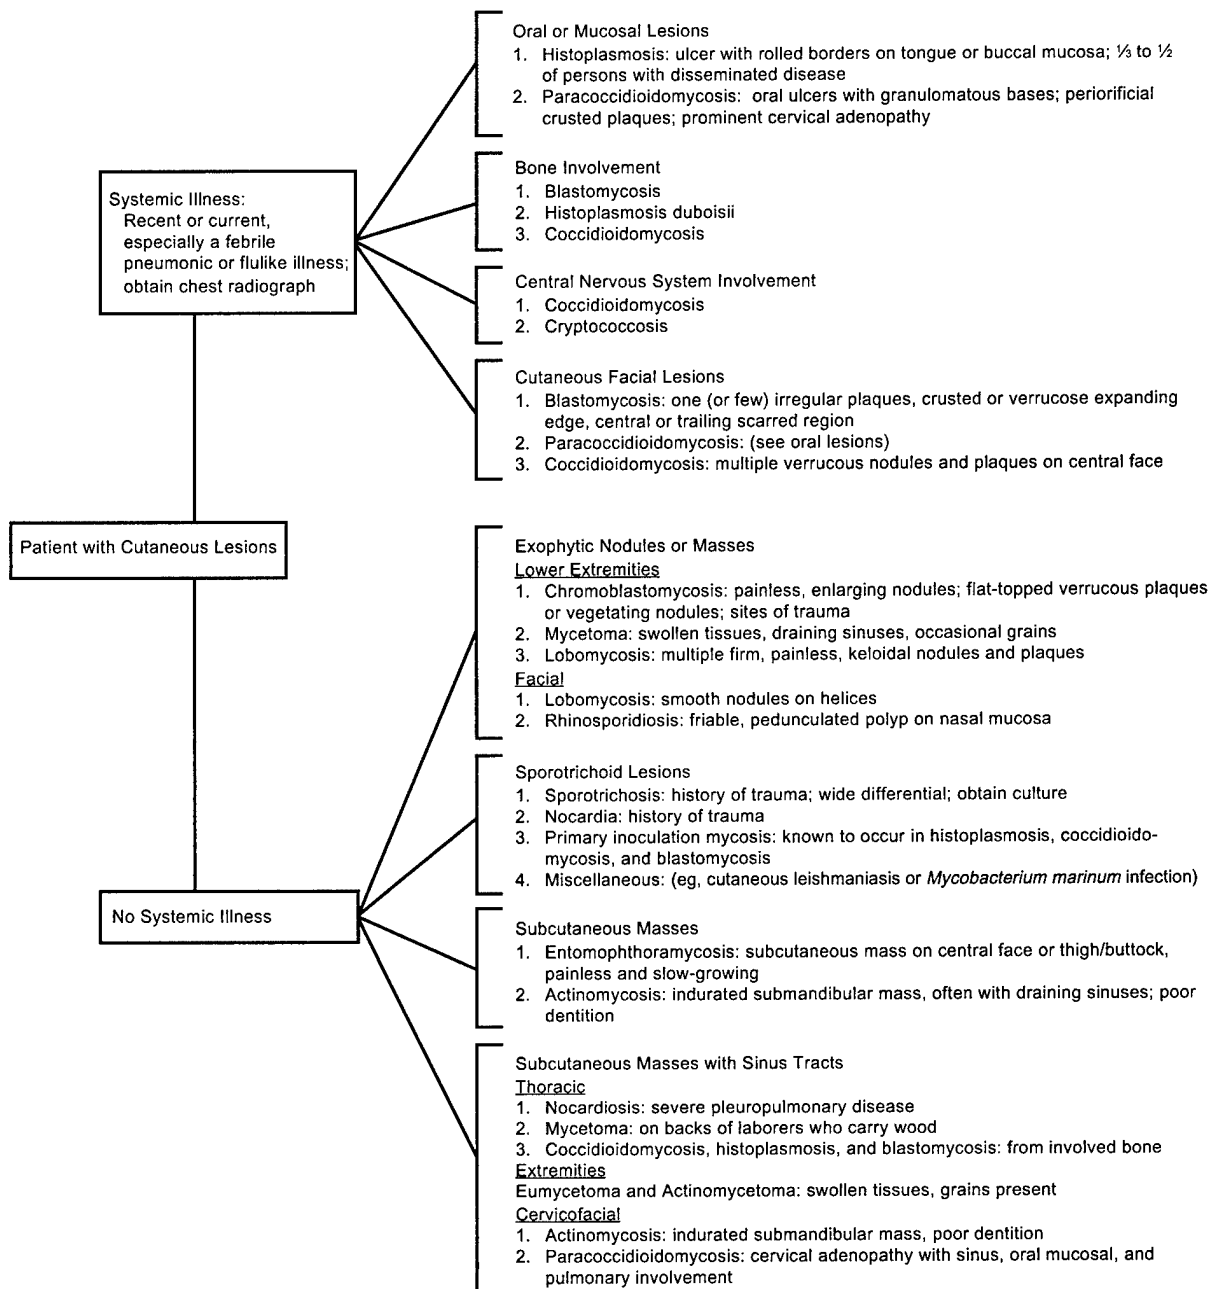 Oral or Mucosal Lesions
1. Histoplasmosis: ulcer with rolled borders on tongue or buccal mucosa; ⅓ to ½
of persons with disseminated disease
2. Paracoccidioidomycosis: oral ulcers with granulomatous bases; periorificial
crusted plaques; prominent cervical adenopathy
Bone Involvement
1. Blastomycosis
2. Histoplasmosis duboisii
3. Coccidioidomycosis
Systemic Illness:
Recent or current,
especially a febrile
pneumonic or flulike illness;
obtain chest radiograph
Central Nervous System Involvement
1. Coccidioidomycosis
2. Cryptococcosis
Cutaneous Facial Lesions
1. Blastomycosis: one (or few) irregular plaques, crusted or verrucose expanding
edge, central or trailing scarred region
2. Paracoccidioidomycosis: (see oral lesions)
3. Coccidioidomycosis: multiple verrucous nodules and plaques on central face
Patient with Cutaneous Lesions
Exophytic Nodules or Masses
Lower Extremities
1. Chromoblastomycosis: painless, enlarging nodules; flat-topped verrucous plaques
or vegetating nodules; sites of trauma
2. Mycetoma: swollen tissues, draining sinuses, occasional grains
3. Lobomycosis: multiple firm, painless, keloidal nodules and plaques
Facial
1. Lobomycosis: smooth nodules on helices
2. Rhinosporidiosis: friable, pedunculated polyp on nasal mucosa
Sporotrichoid Lesions
1. Sporotrichosis: history of trauma; wide differential; obtain culture
2. Nocardia: history of trauma
3. Primary inoculation mycosis: known to occur in histoplasmosis, coccidioido-
mycosis, and blastomycosis
4. Miscellaneous: (eg, cutaneous leishmaniasis or Mycobacterium marinum infection)
No Systemic Illness
Subcutaneous Masses
1. Entomophthoramycosis: subcutaneous mass on central face or thigh/buttock,
painless and slow-growing
2. Actinomycosis: indurated submandibular mass, often with draining sinuses; poor
dentition
Subcutaneous Masses with Sinus Tracts
Thoracic
1. Nocardiosis: severe pleuropulmonary disease
2. Mycetoma: on backs of laborers who carry wood
3. Coccidioidomycosis, histoplasmosis, and blastomycosis: from involved bone
Extremities
Eumycetoma and Actinomycetoma: swollen tissues, grains present
Cervicofacial
1. Actinomycosis: indurated submandibular mass, poor dentition
2. Paracoccidioidomycosis: cervical adenopathy with sinus, oral mucosal, and
pulmonary involvement